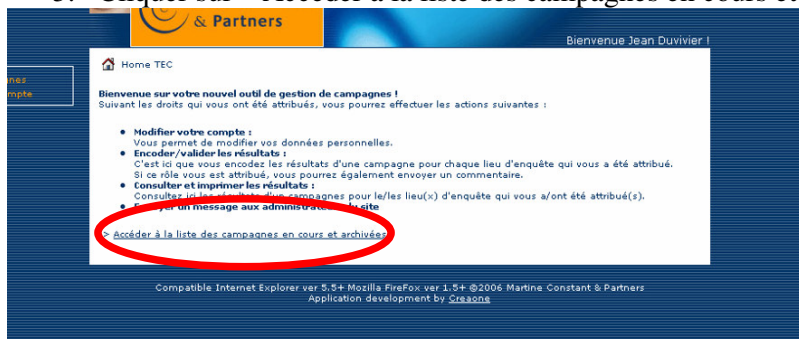 & Partners
Bienvenue Jean Duvivier !
Home TEC
Bienvenue sur votre nouvel outil de gestion de campagnes !
Suivant les droits qui vous ont été attribués, vous pourrez effectuer les actions suivantes :
• Modifier votre compte :
Vous permet de modifier vos données personnelles.
• Encoder/valider les résultats :
C'est ici que vous encodez les résultats d'une campagne pour chaque lieu d'enquête qui vous a été attribué.
Si ce rôle vous est attribué, vous pourrez également envoyer un commentaire.
• Consulter et imprimer les résultats :
Consultez ici les résultats d'un campagnes pour le/les lieu(x) d'enquête qui vous a/ont été attribué(s).
• un message aux administrateurs du site
> Accéder à la liste des campagnes en cours et archivées
Compatible Internet Explorer ver 5.5+ Mozilla FireFox ver 1.5+ @2006 Martine Constant & Partners
Application development by Creaone